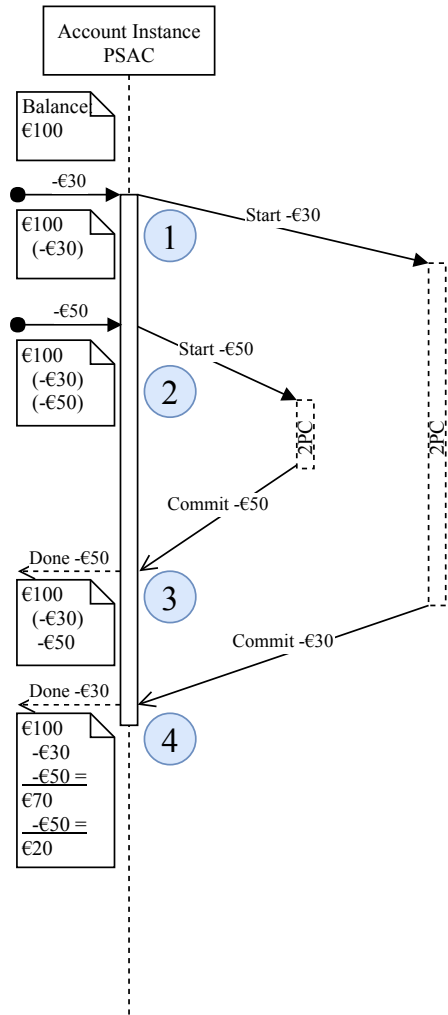 Account Instance
PSAC
Balance:
€100
-€30
Start -€30
€100
(-€30)
1
-€50
Start -€50
€100
(-€30)
(-€50)
2
2PC
2PC
Commit -€50
Done -€50
€100
(-€30)
-€50
3
Commit -€30
Done -€30
€100
-€30
-€50 =
€70
-€50 =
€20
4